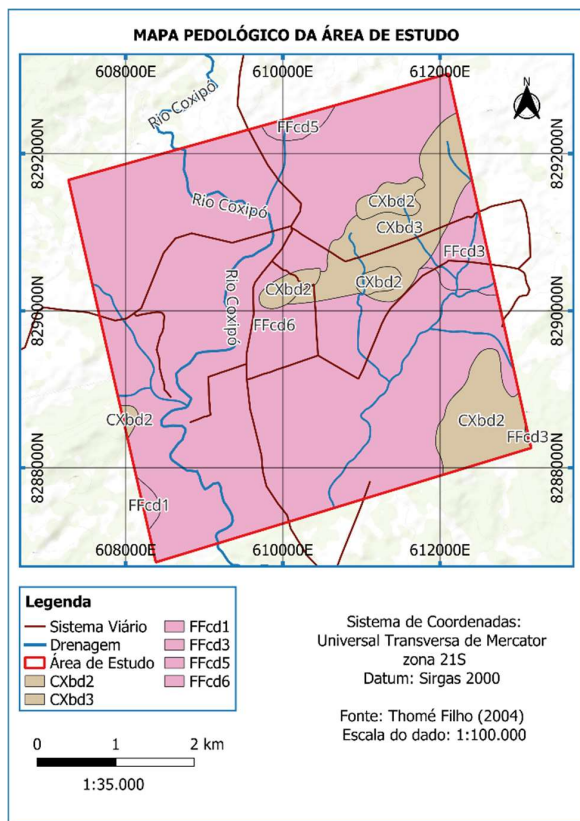 MAPA PEDOLÓGICO DA ÁREA DE ESTUDO
608000E 610000E 612000E
N
Rio Coxipó
FFcd5
8292000N 8292000N
CXbd2
Rio Coxipó
CXbd3
FFcd3
Rio Coxipó
CXbd2 CXbd2
8290000N 8290000N
FFcd6
CXbd2 CXbd2
FFcd3
8288000N 8288000N
FFcd1
608000E 610000E 612000E
Legenda
Sistema Viário
Drenagem
Área de Estudo
CXbd2
CXbd3
FFcd1
FFcd3
FFcd5
FFcd6
0 1 2 km
1:35.000
Sistema de Coordenadas:
Universal Transversa de Mercator
zona 21S
Datum: Sirgas 2000
Fonte: Thomé Filho (2004)
Escala do dado: 1:100.000